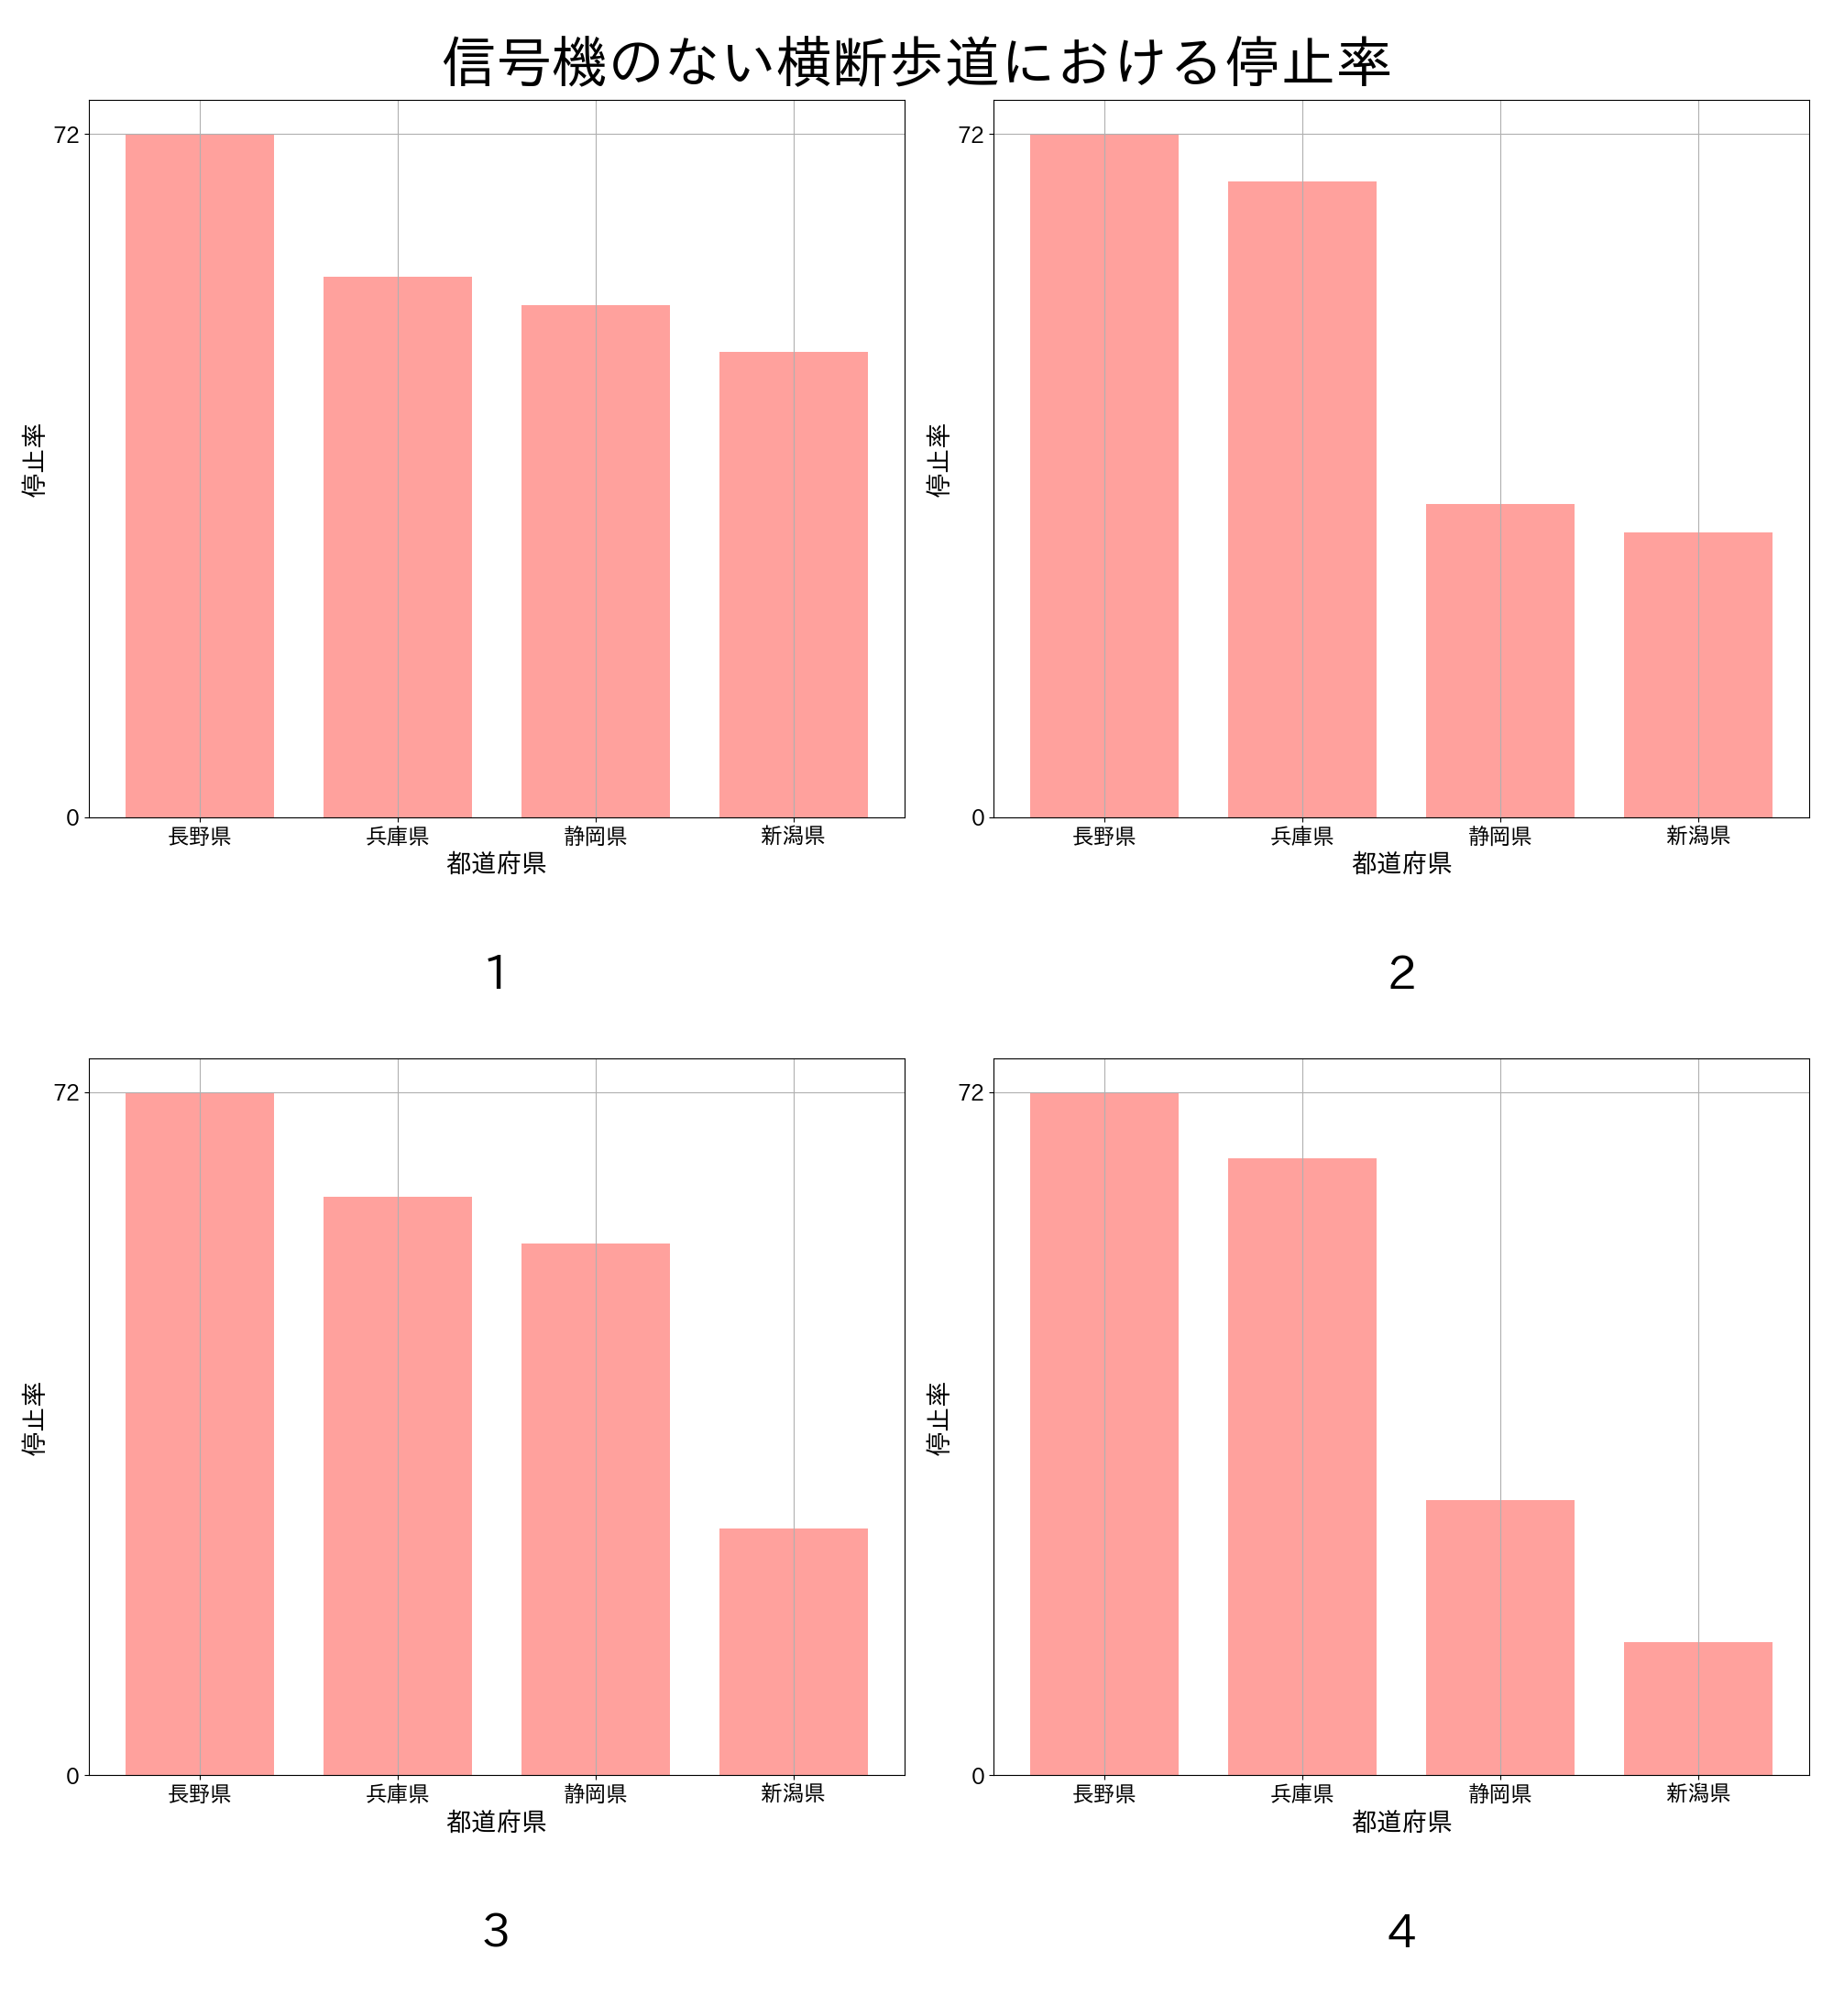 信号機のない横断歩道における停止率
72
0
停止率
長野県 兵庫県 静岡県 新潟県
都道府県
1
72
0
停止率
長野県 兵庫県 静岡県 新潟県
都道府県
2
72
0
停止率
長野県 兵庫県 静岡県 新潟県
都道府県
3
72
0
停止率
長野県 兵庫県 静岡県 新潟県
都道府県
4